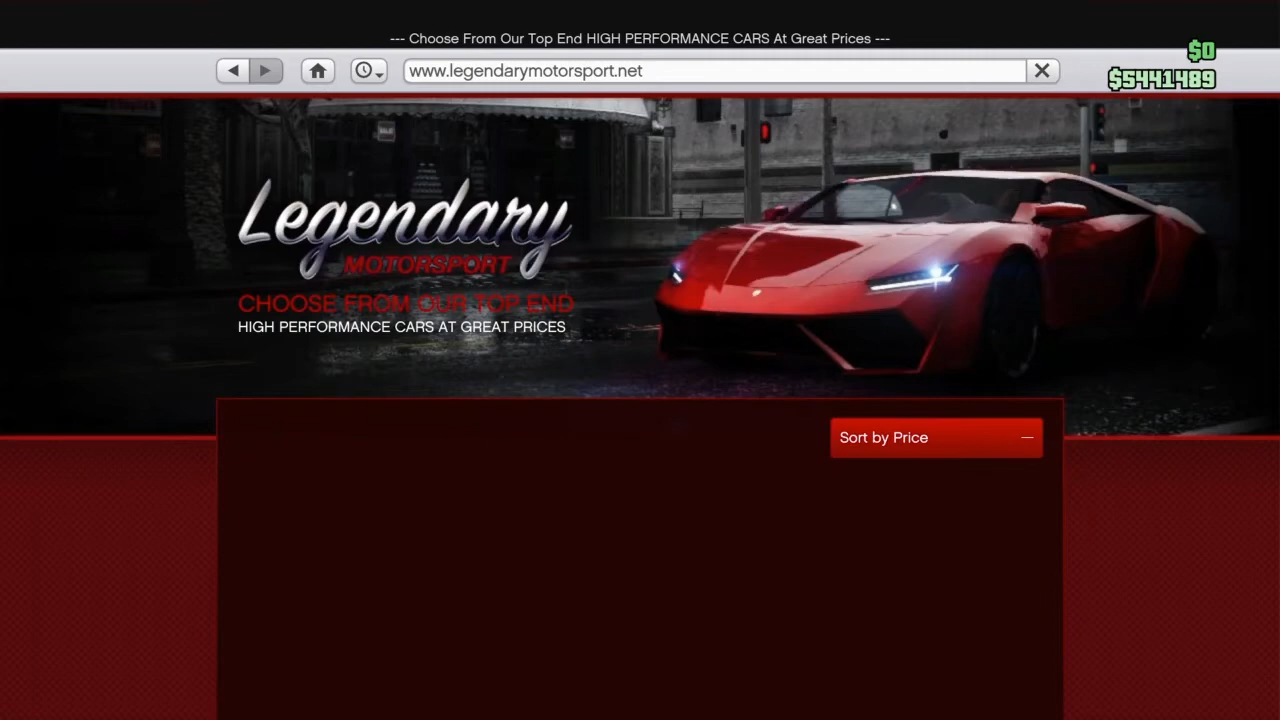 --- Choose From Our Top End HIGH PERFORMANCE CARS At Great Prices ---
$0
www.legendarymotorsport.net
$5441489
Legendary
MOTORSPORT
CHOOSE FROM OUR TOP END
HIGH PERFORMANCE CARS AT GREAT PRICES
Sort by Price